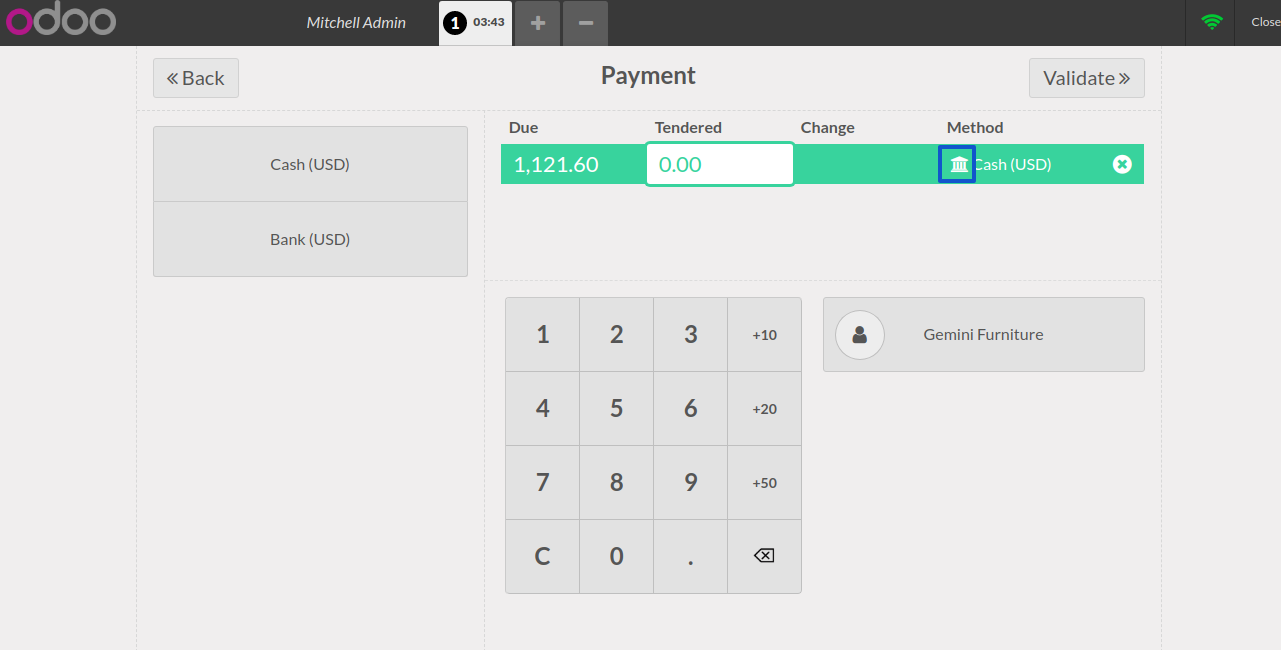 odoo
Mitchell Admin
1 03:43
+
−
Close
Back
Payment
Validate
Due Tendered Change Method
1,121.60 0.00 Cash (USD)
Cash (USD)
Bank (USD)
1 2 3 +10
4 5 6 +20
7 8 9 +50
C 0 .
Gemini Furniture